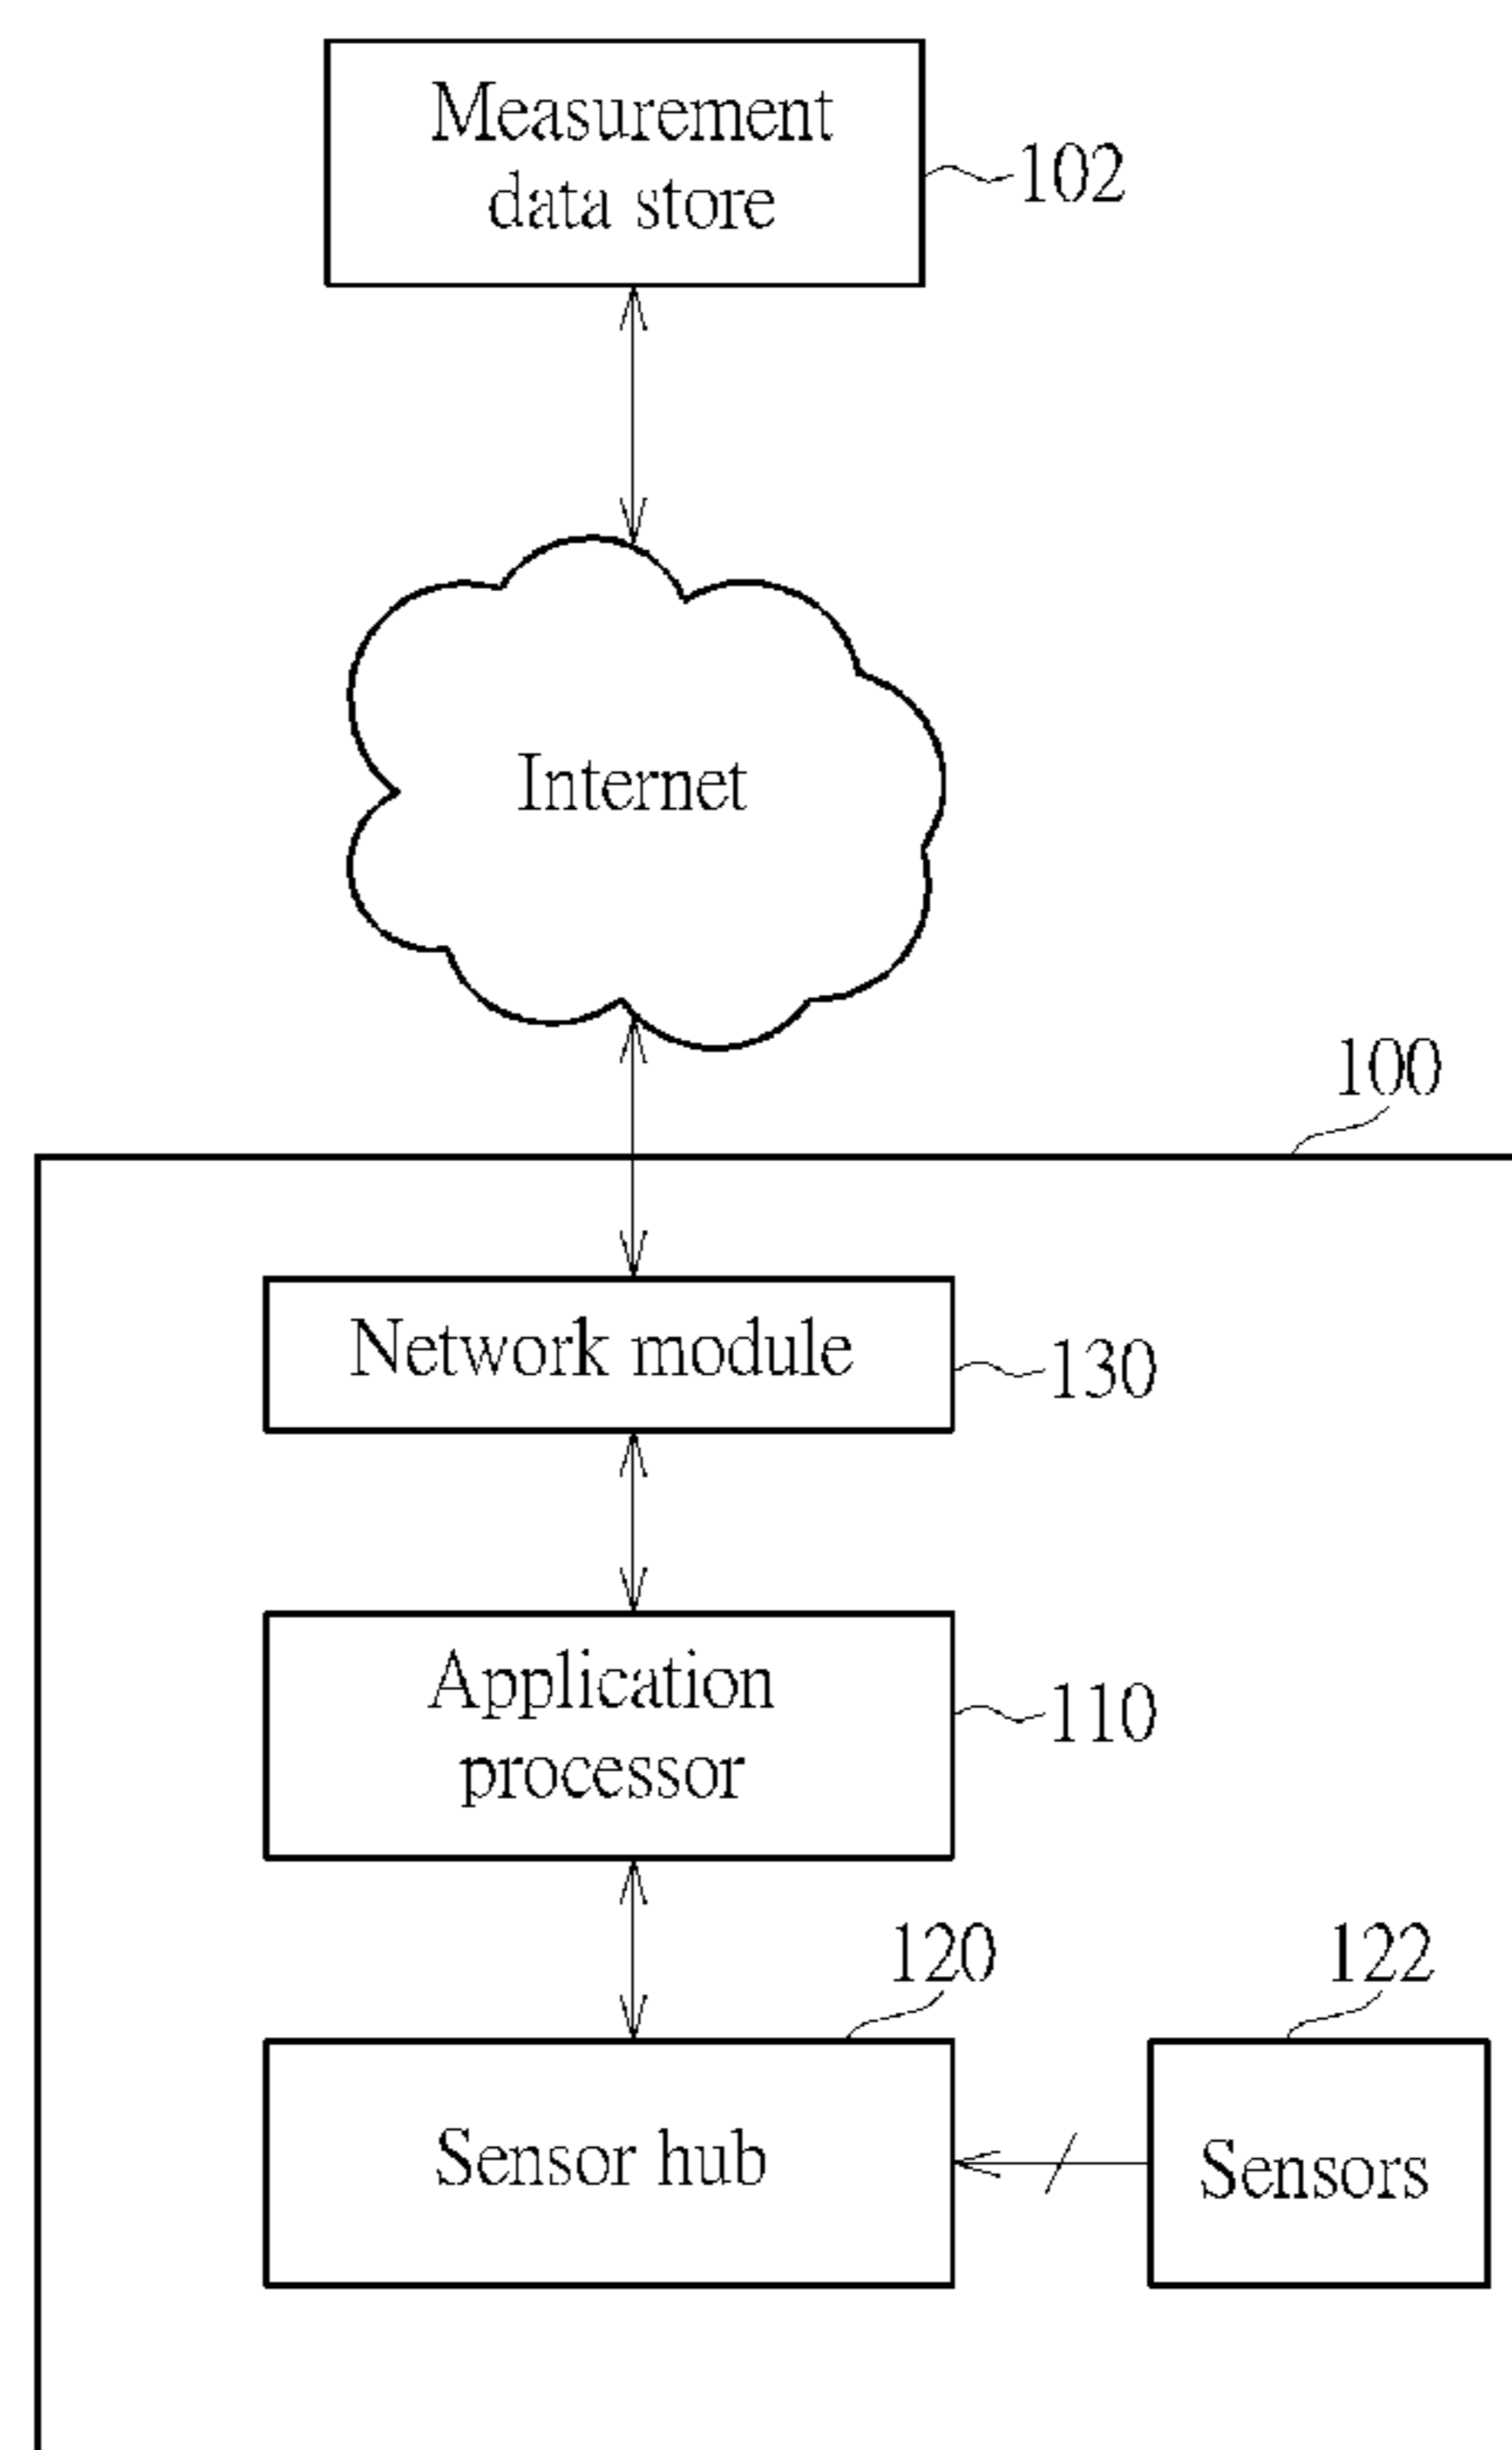 Measurement
data store
102
Internet
100
Network module
130
Application
processor
110
120
122
Sensor hub
Sensors